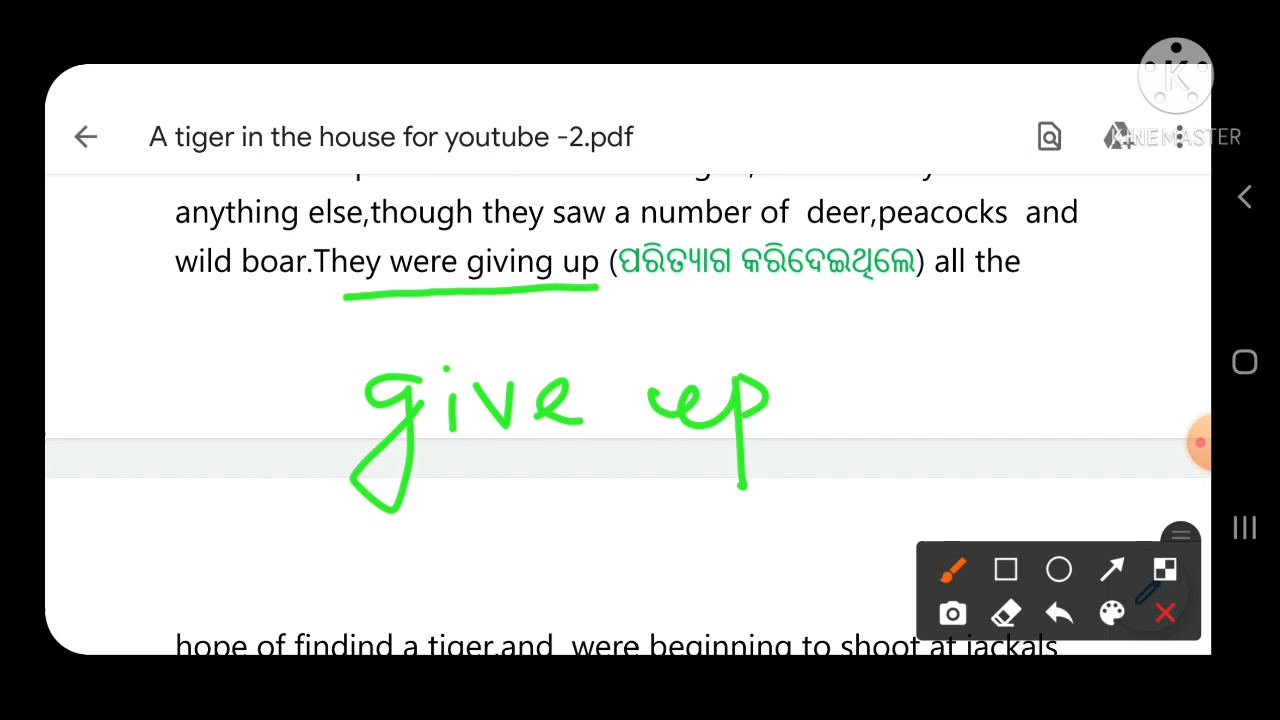 KINEMASTER
A tiger in the house for youtube -2.pdf
anything else,though they saw a number of deer,peacocks and
wild boar.They were giving up (ପରିତ୍ୟାଗ କରିଦେଇଥିଲେ) all the
give up
hope of findind a tiger,and were beginning to shoot at jackals